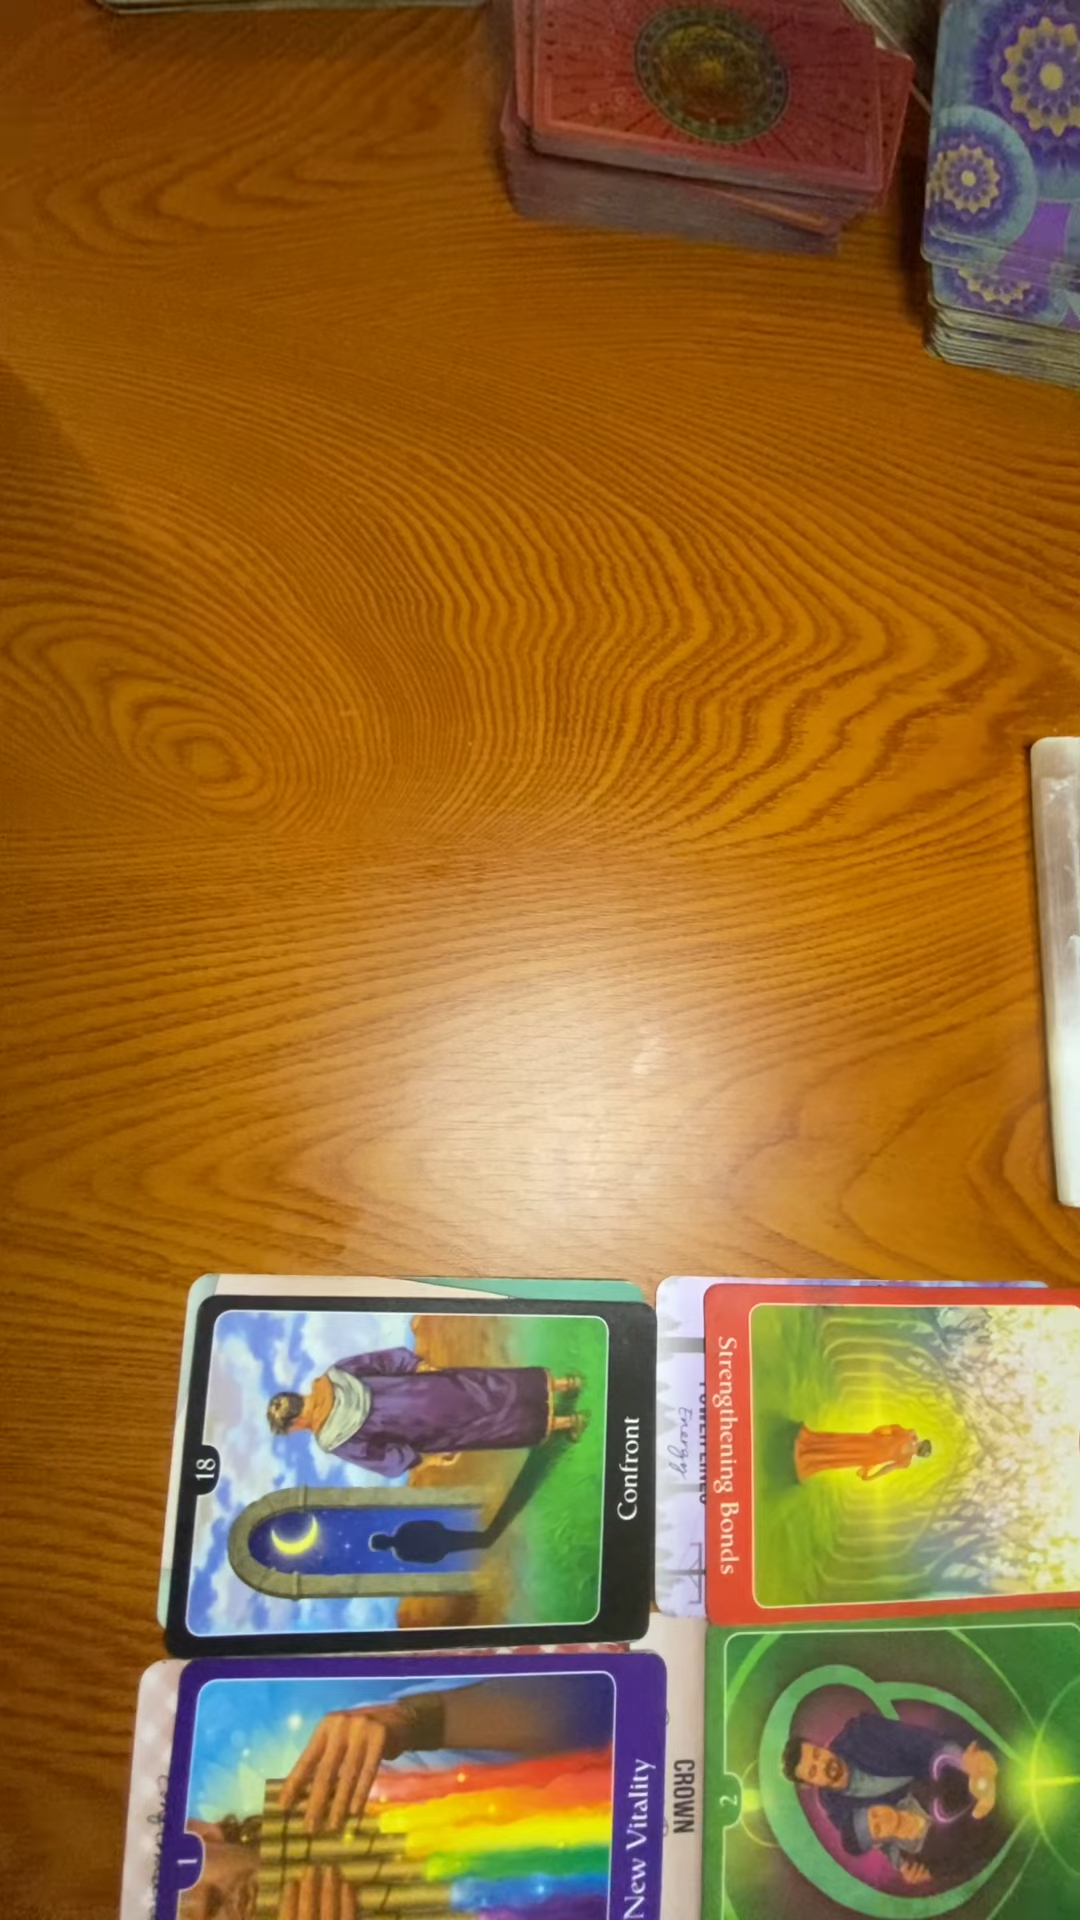 18
Confront
Strengthening Bonds
Energy
1
New Vitality
CROWN
2